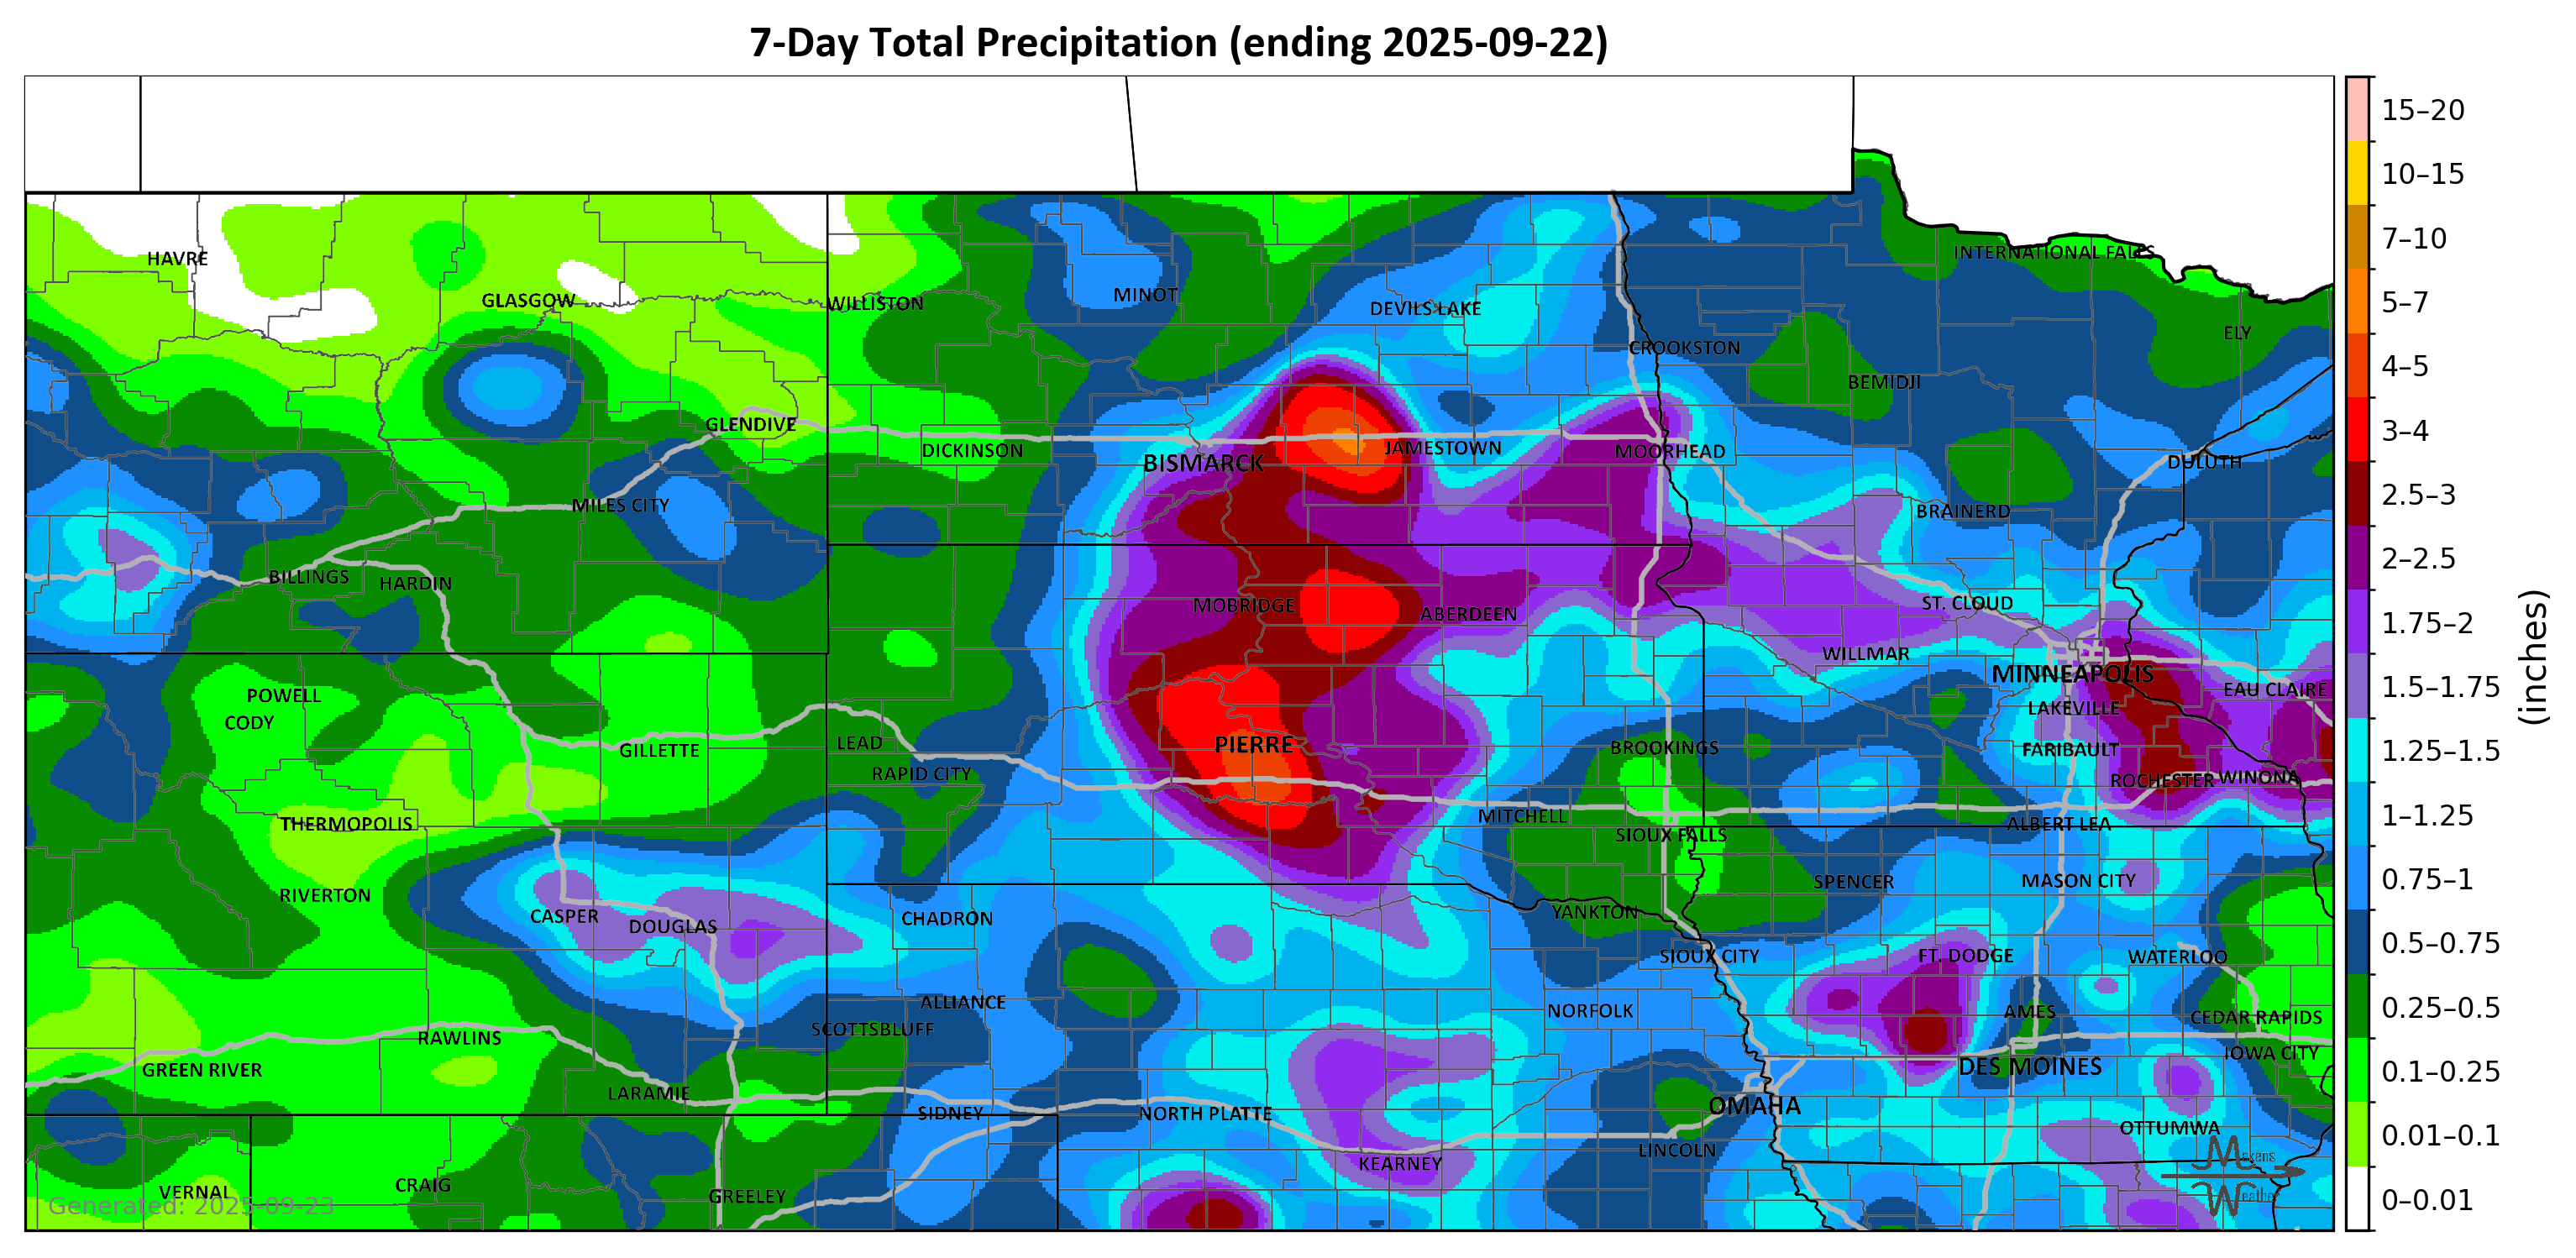 7-Day Total Precipitation (ending 2025-09-22)
15–20
10–15
7–10
5–7
4–5
3–4
2.5–3
2–2.5
1.75–2
1.5–1.75
1.25–1.5
1–1.25
0.75–1
0.5–0.75
0.25–0.5
0.1–0.25
0.01–0.1
0–0.01
(inches)
HAVRE
GLASGOW
WILLISTON
MINOT
DEVILS LAKE
INTERNATIONAL FALLS
ELY
CROOKSTON
BEMIDJI
GLENDIVE
DICKINSON
BISMARCK
JAMESTOWN
MOORHEAD
DULUTH
MILES CITY
BRAINERD
BILLINGS
HARDIN
MOBRIDGE
ABERDEEN
ST. CLOUD
WILLMAR
MINNEAPOLIS
EAU CLAIRE
POWELL
CODY
LAKEVILLE
GILLETTE
LEAD
PIERRE
BROOKINGS
FARIBAULT
RAPID CITY
ROCHESTER
WINONA
THERMOPOLIS
MITCHELL
SIOUX FALLS
ALBERT LEA
RIVERTON
SPENCER
MASON CITY
CASPER
DOUGLAS
CHADRON
YANKTON
SIOUX CITY
FT. DODGE
WATERLOO
ALLIANCE
NORFOLK
AMES
CEDAR RAPIDS
SCOTTSBLUFF
RAWLINS
IOWA CITY
GREEN RIVER
DES MOINES
LARAMIE
SIDNEY
NORTH PLATTE
OMAHA
OTTUMWA
LINCOLN
KEARNEY
VERNAL
CRAIG
GREELEY
Generated: 2025-09-23
Makens
Weather